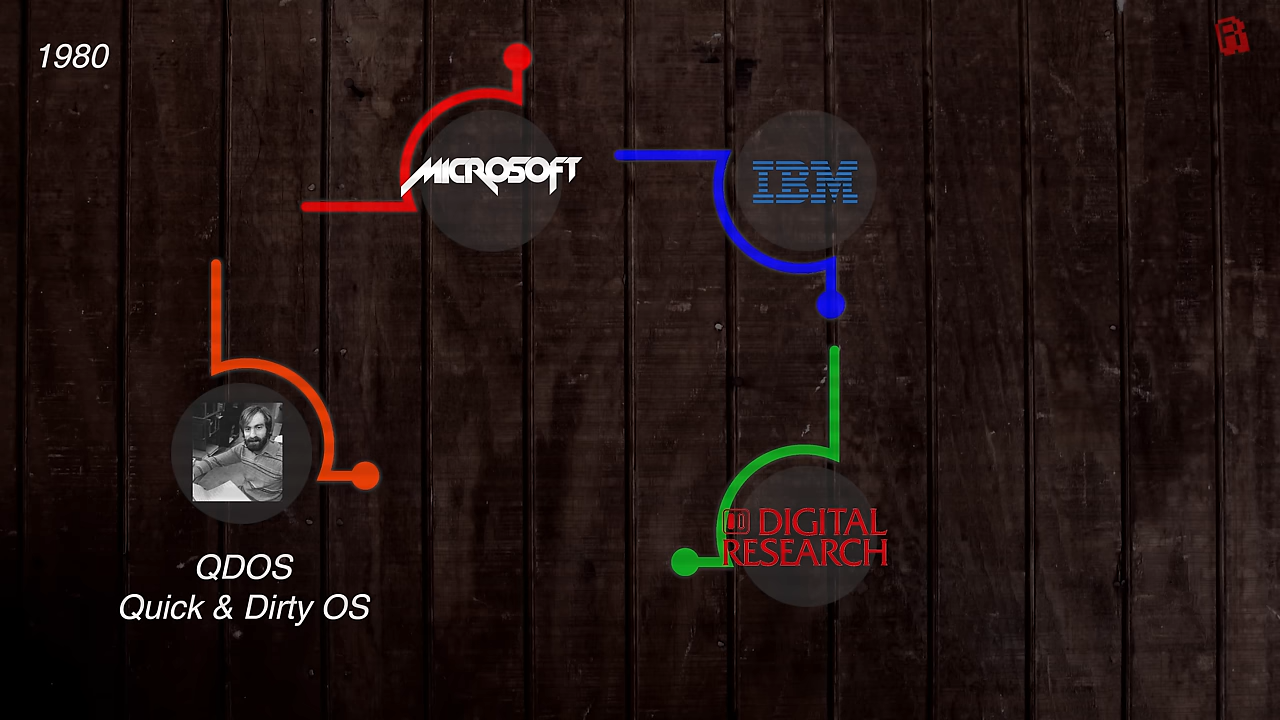 1980
MICROSOFT
IBM
DIGITAL
RESEARCH
QDOS
Quick & Dirty OS